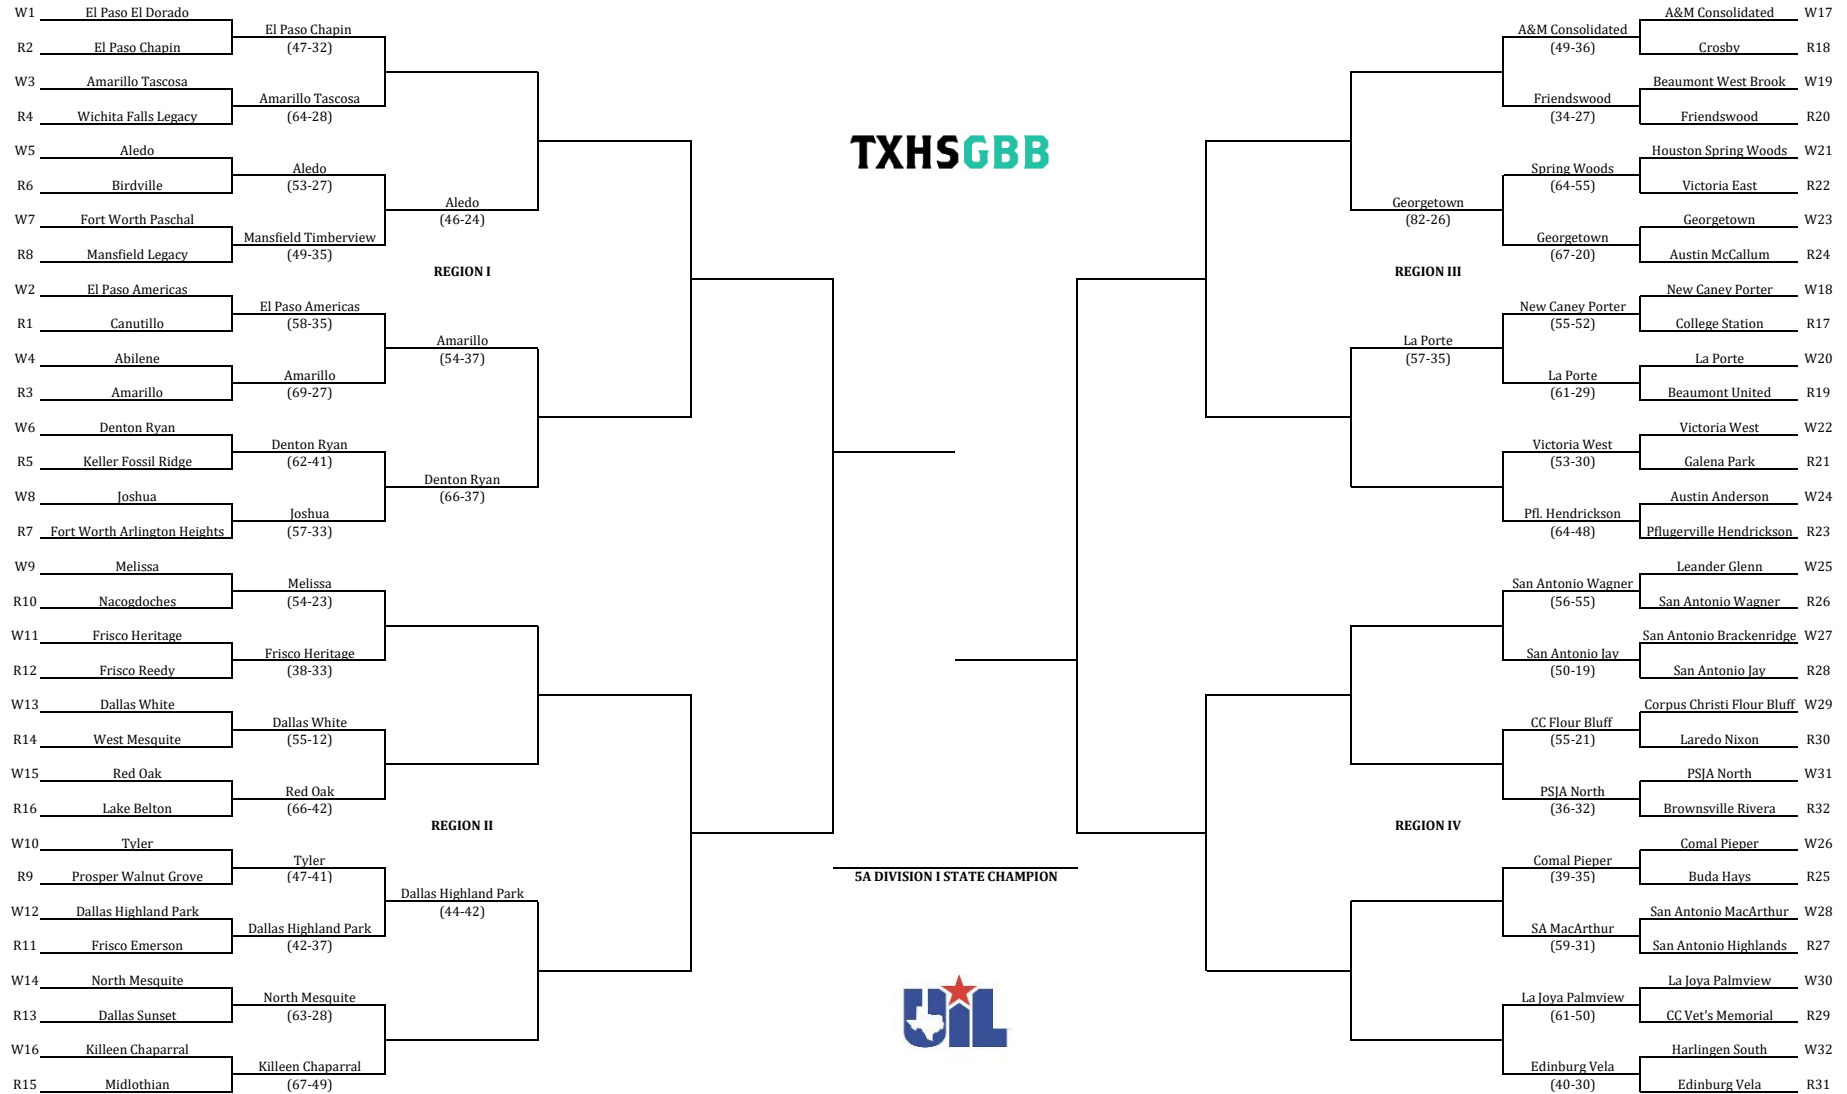 W1 El Paso El Dorado
El Paso Chapin
(47-32)
R2 El Paso Chapin
W3 Amarillo Tascosa
Amarillo Tascosa
(64-28)
R4 Wichita Falls Legacy
W5 Aledo
Aledo
(53-27)
R6 Birdville
Aledo
(46-24)
W7 Fort Worth Paschal
Mansfield Timberview
(49-35)
R8 Mansfield Legacy
REGION I
W2 El Paso Americas
El Paso Americas
(58-35)
R1 Canutillo
Amarillo
(54-37)
W4 Abilene
Amarillo
(69-27)
R3 Amarillo
W6 Denton Ryan
Denton Ryan
(62-41)
R5 Keller Fossil Ridge
Denton Ryan
(66-37)
W8 Joshua
Joshua
(57-33)
R7 Fort Worth Arlington Heights
W9 Melissa
Melissa
(54-23)
R10 Nacogdoches
W11 Frisco Heritage
Frisco Heritage
(38-33)
R12 Frisco Reedy
W13 Dallas White
Dallas White
(55-12)
R14 West Mesquite
W15 Red Oak
Red Oak
(66-42)
R16 Lake Belton
REGION II
W10 Tyler
Tyler
(47-41)
R9 Prosper Walnut Grove
Dallas Highland Park
(44-42)
W12 Dallas Highland Park
Dallas Highland Park
(42-37)
R11 Frisco Emerson
W14 North Mesquite
North Mesquite
(63-28)
R13 Dallas Sunset
W16 Killeen Chaparral
Killeen Chaparral
(67-49)
R15 Midlothian
TXHSGBB
5A DIVISION I STATE CHAMPION
UIL
A&M Consolidated W17
A&M Consolidated
(49-36)
Crosby R18
Beaumont West Brook W19
Friendswood
(34-27)
Friendswood R20
Houston Spring Woods W21
Spring Woods
(64-55)
Victoria East R22
Georgetown
(82-26)
Georgetown W23
Georgetown
(67-20)
Austin McCallum R24
REGION III
New Caney Porter W18
New Caney Porter
(55-52)
College Station R17
La Porte
(57-35)
La Porte W20
La Porte
(61-29)
Beaumont United R19
Victoria West W22
Victoria West
(53-30)
Galena Park R21
Austin Anderson W24
Pfl. Hendrickson
(64-48)
Pflugerville Hendrickson R23
Leander Glenn W25
San Antonio Wagner
(56-55)
San Antonio Wagner R26
San Antonio Brackenridge W27
San Antonio Jay
(50-19)
San Antonio Jay R28
Corpus Christi Flour Bluff W29
CC Flour Bluff
(55-21)
Laredo Nixon R30
PSJA North W31
PSJA North
(36-32)
Brownsville Rivera R32
REGION IV
Comal Pieper W26
Comal Pieper
(39-35)
Buda Hays R25
San Antonio MacArthur W28
SA MacArthur
(59-31)
San Antonio Highlands R27
La Joya Palmview W30
La Joya Palmview
(61-50)
CC Vet's Memorial R29
Harlingen South W32
Edinburg Vela
(40-30)
Edinburg Vela R31